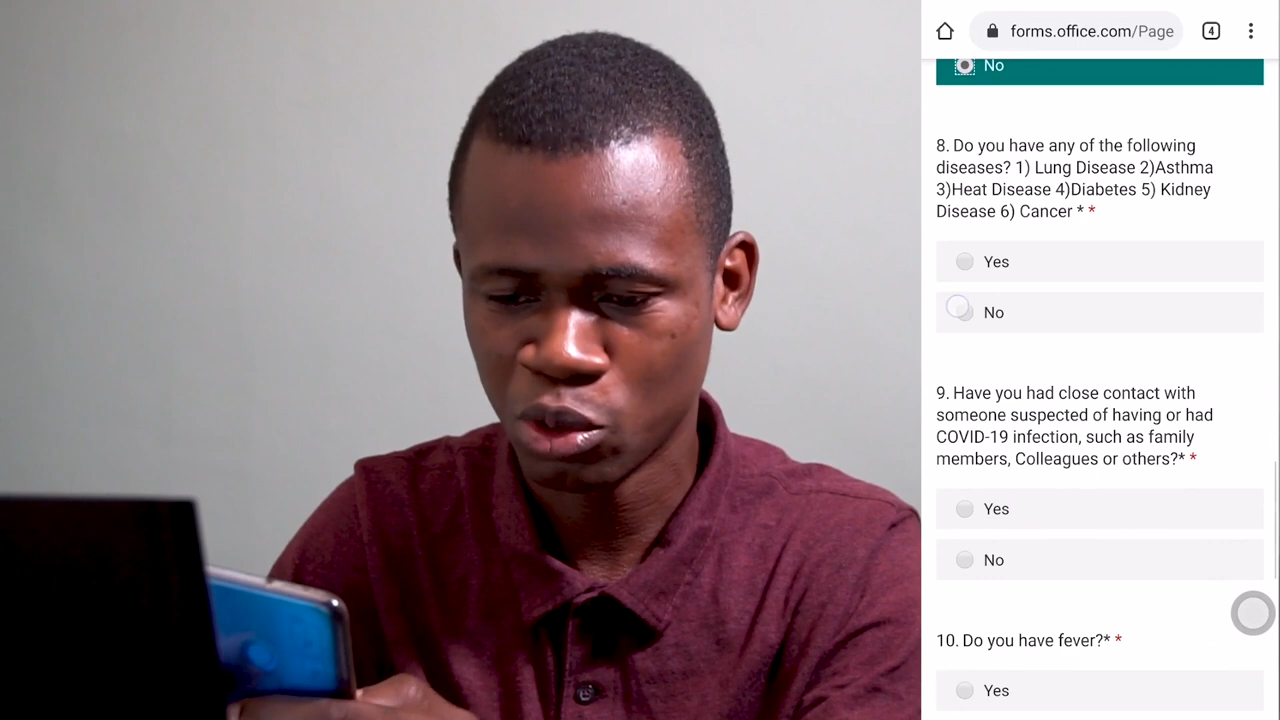 forms.office.com/Page
4
No
8. Do you have any of the following
diseases? 1) Lung Disease 2)Asthma
3)Heat Disease 4)Diabetes 5) Kidney
Disease 6) Cancer * *
Yes
No
9. Have you had close contact with
someone suspected of having or had
COVID-19 infection, such as family
members, Colleagues or others?* *
Yes
No
10. Do you have fever?* *
Yes